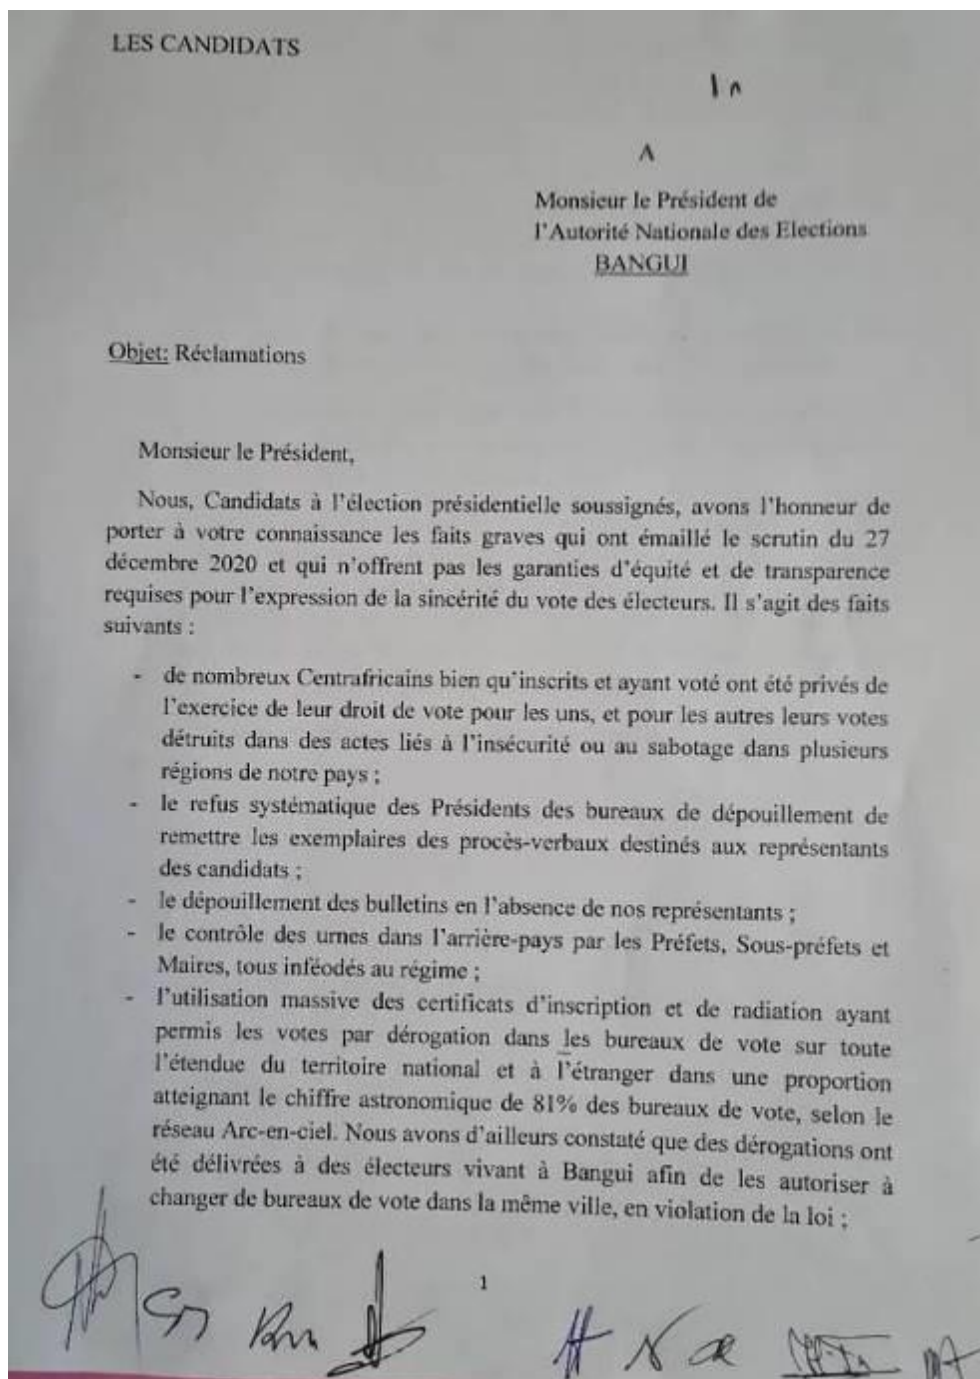 LES CANDIDATS
A
Monsieur le Président de
l'Autorité Nationale des Elections
BANGUI
Objet: Réclamations
Monsieur le Président,
Nous, Candidats à l'élection présidentielle soussignés, avons l'honneur de
porter à votre connaissance les faits graves qui ont émaillé le scrutin du 27
décembre 2020 et qui n'offrent pas les garanties d'équité et de transparence
requises pour l'expression de la sincérité du vote des électeurs. Il s'agit des faits
suivants :
- de nombreux Centrafricains bien qu'inscrits et ayant voté ont été privés de
l'exercice de leur droit de vote pour les uns, et pour les autres leurs votes
détruits dans des actes liés à l'insécurité ou au sabotage dans plusieurs
régions de notre pays ;
- le refus systématique des Présidents des bureaux de dépouillement de
remettre les exemplaires des procès-verbaux destinés aux représentants
des candidats ;
- le dépouillement des bulletins en l'absence de nos représentants ;
- le contrôle des urnes dans l'arrière-pays par les Préfets, Sous-préfets et
Maires, tous inféodés au régime ;
- l'utilisation massive des certificats d'inscription et de radiation ayant
permis les votes par dérogation dans les bureaux de vote sur toute
l'étendue du territoire national et à l'étranger dans une proportion
atteignant le chiffre astronomique de 81% des bureaux de vote, selon le
réseau Arc-en-ciel. Nous avons d'ailleurs constaté que des dérogations ont
été délivrées à des électeurs vivant à Bangui afin de les autoriser à
changer de bureaux de vote dans la même ville, en violation de la loi ;
1